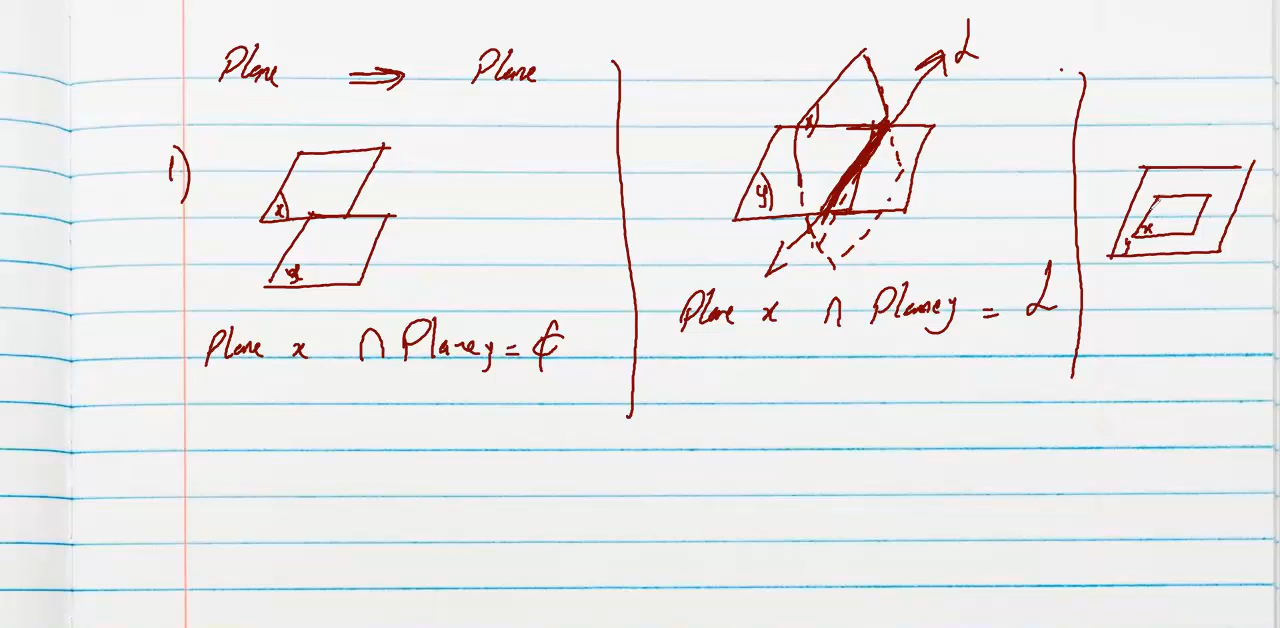 Plane ⇒ Plane
1)
x
y
Plane x ∩ Plane y = ¢
L
x
y
Plane x ∩ Plane y = L
x
y